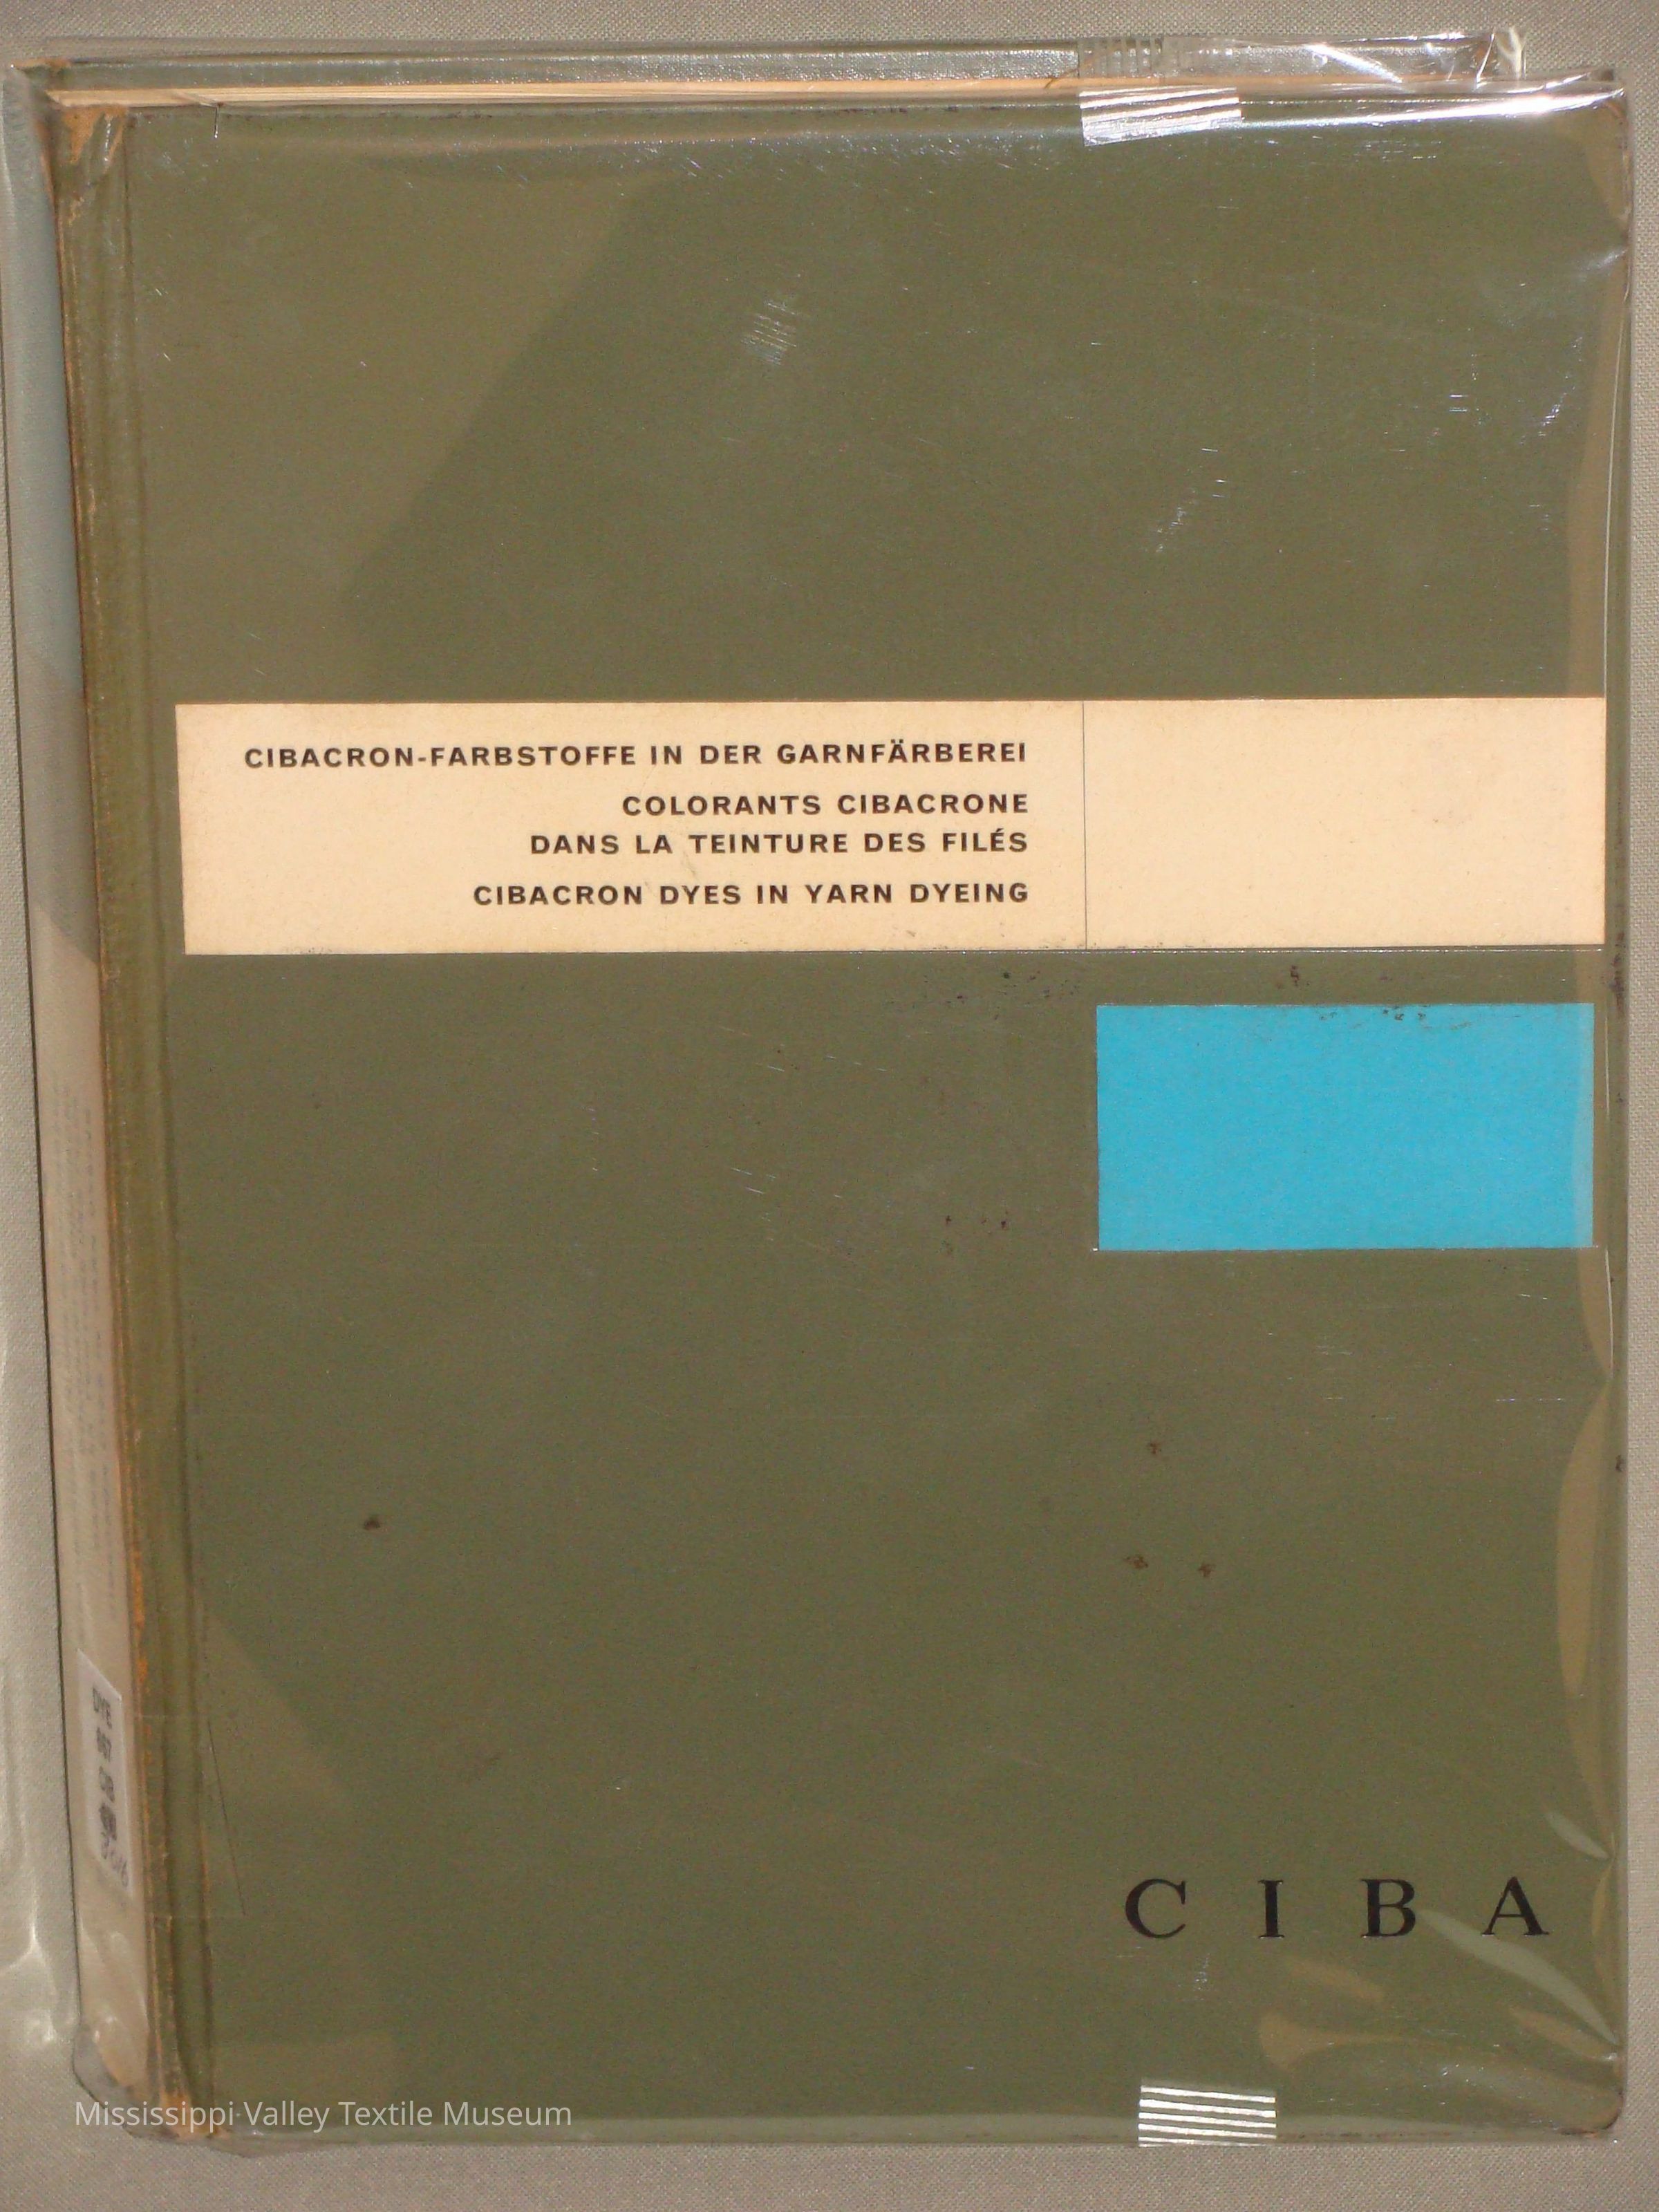 CIBACRON-FARBSTOFFE IN DER GARNFÄRBEREI
COLORANTS CIBACRONE
DANS LA TEINTURE DES FILÉS
CIBACRON DYES IN YARN DYEING
C I B A
Mississippi Valley Textile Museum